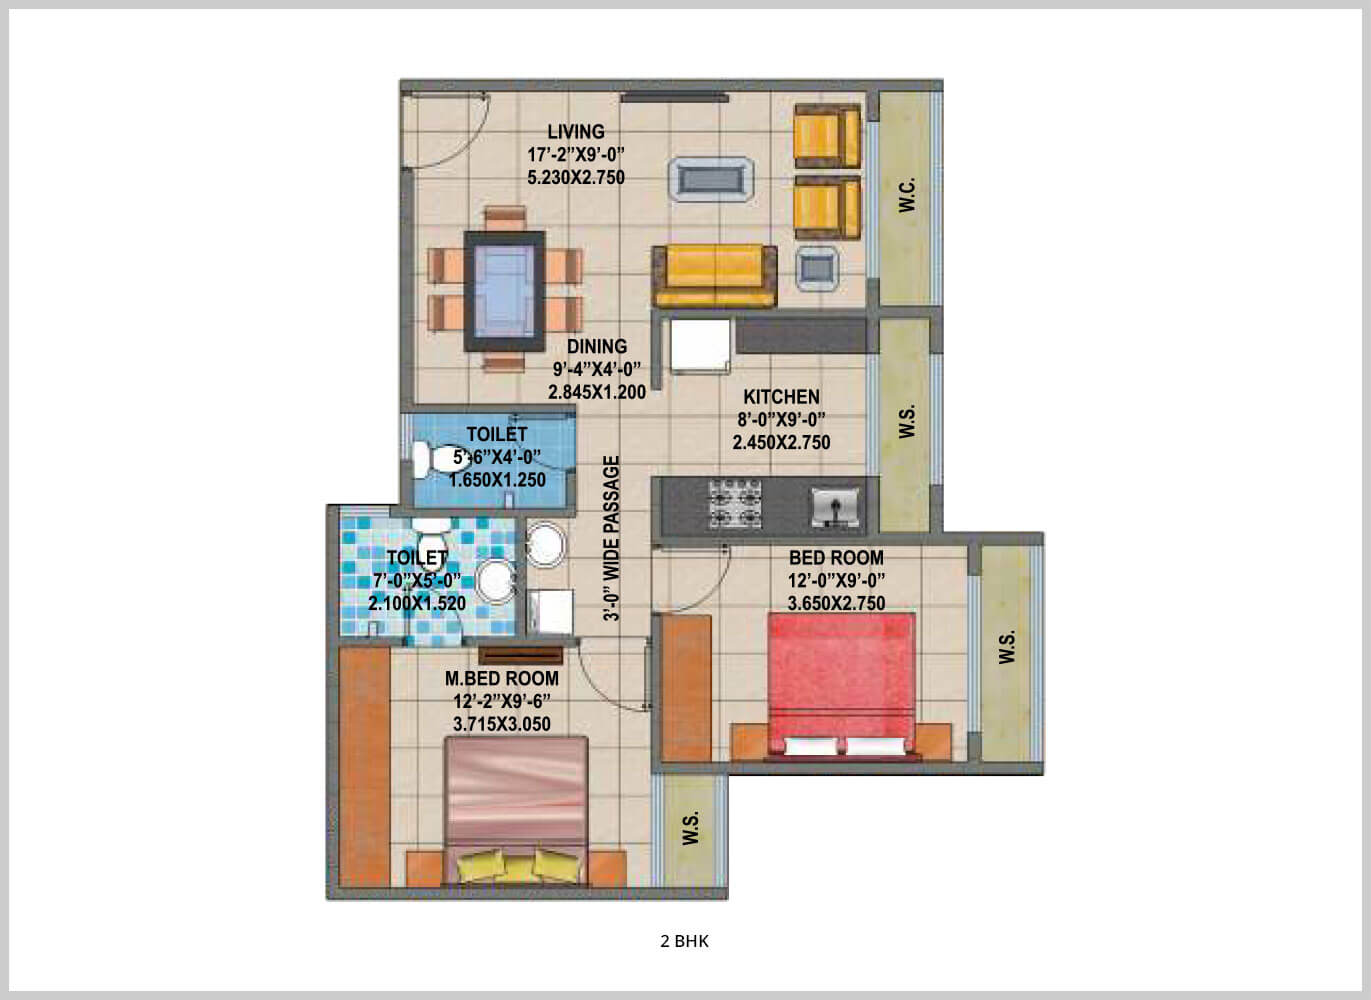 LIVING
17’-2”X9’-0”
5.230X2.750
W.C.
DINING
9’-4”X4’-0”
2.845X1.200
KITCHEN
8’-0”X9’-0”
2.450X2.750
W.S.
TOILET
5’-6”X4’-0”
1.650X1.250
3’-0” WIDE PASSAGE
TOILET
7’-0”X5’-0”
2.100X1.520
BED ROOM
12’-0”X9’-0”
3.650X2.750
W.S.
M.BED ROOM
12’-2”X9’-6”
3.715X3.050
W.S.
2 BHK